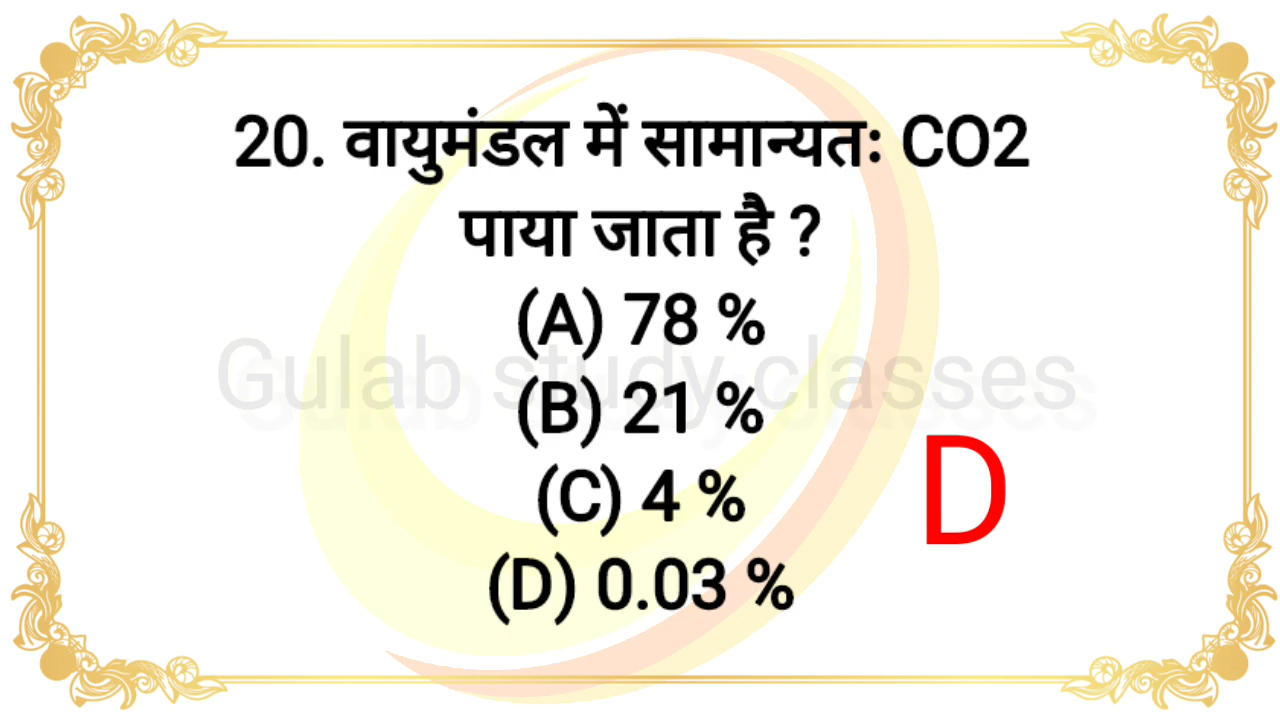 20. वायुमंडल में सामान्यतः CO2
पाया जाता है ?
(A) 78 %
Gulab study classes
(B) 21 %
(C) 4 %
D
(D) 0.03 %